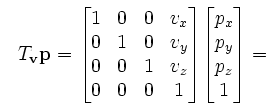 T_v p = [1 0 0 v_x; 0 1 0 v_y; 0 0 1 v_z; 0 0 0 1] [p_x; p_y; p_z; 1] =